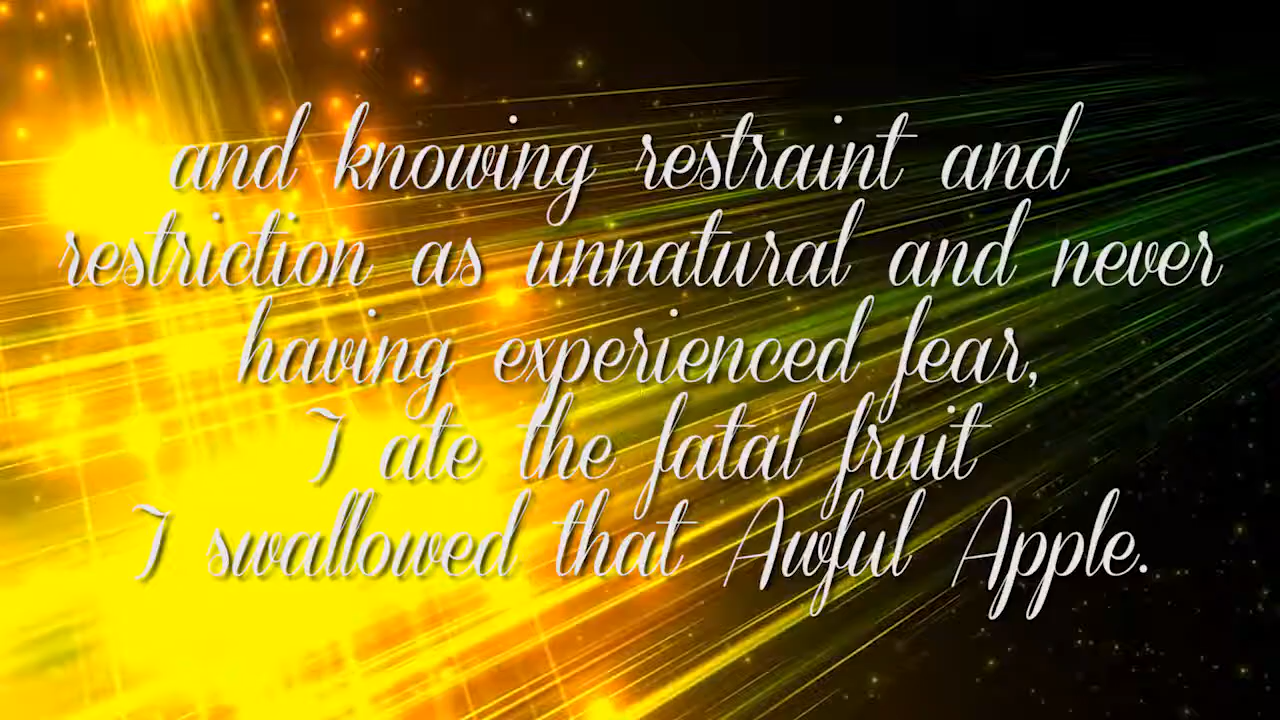 and knowing restraint and
restriction as unnatural and never
having experienced fear,
I ate the fatal fruit
I swallowed that Awful Apple.